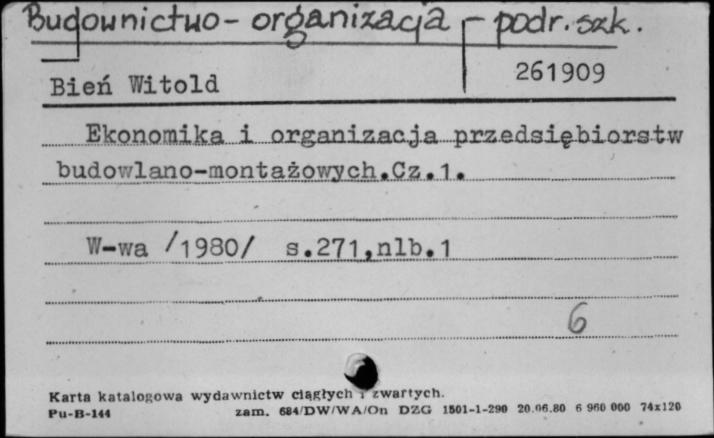 Budownictwo - organizacja - podr. szk.
261909
Bień Witold
Ekonomika i organizacja przedsiębiorstw
budowlano-montażowych.Cz.1.
W-wa /1980/ s.271,nlb.1
6
Karta katalogowa wydawnictw ciągłych i zwartych.
Pu-B-144 zam. 684/DW/WA/On DZG 1501-1-290 20.06.80 6 960 000 74x120